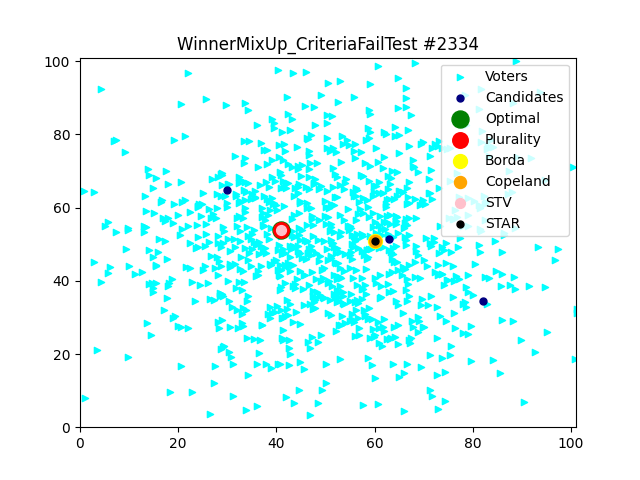 WinnerMixUp_CriteriaFailTest #2334
100
80
60
40
20
0
0
20
40
60
80
100
Voters
Candidates
Optimal
Plurality
Borda
Copeland
STV
STAR